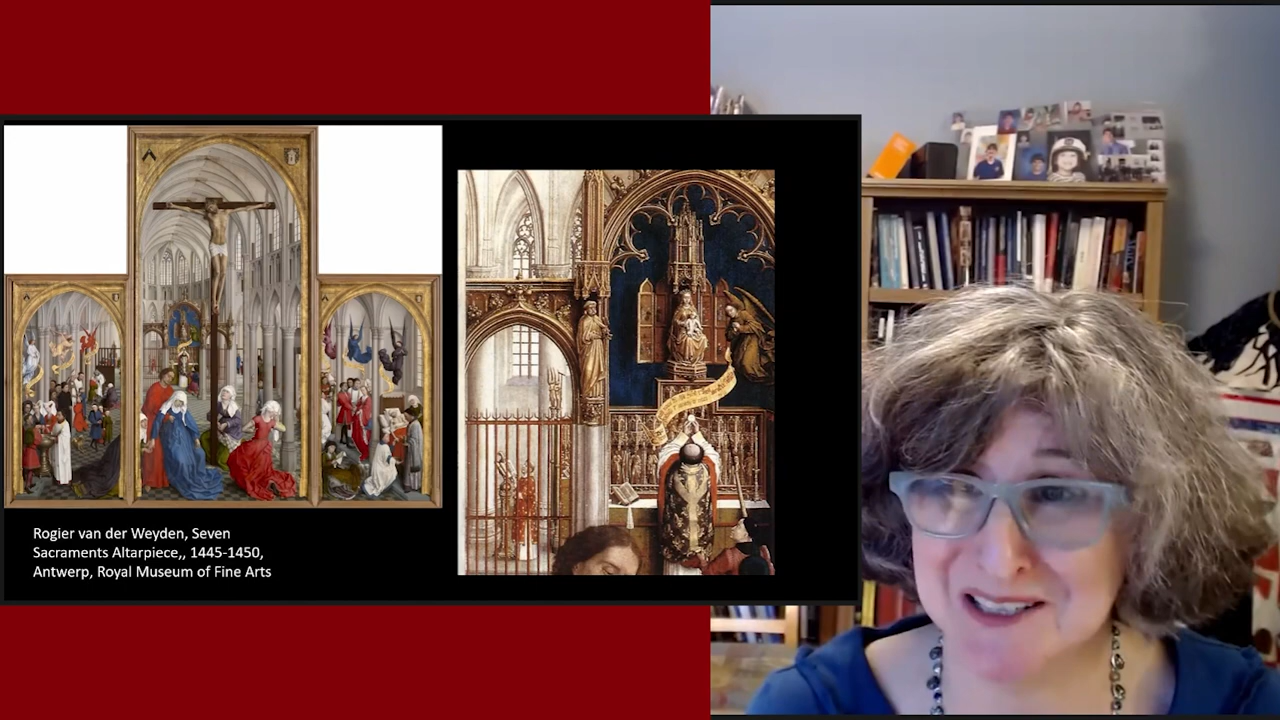 Rogier van der Weyden, Seven
Sacraments Altarpiece,, 1445-1450,
Antwerp, Royal Museum of Fine Arts